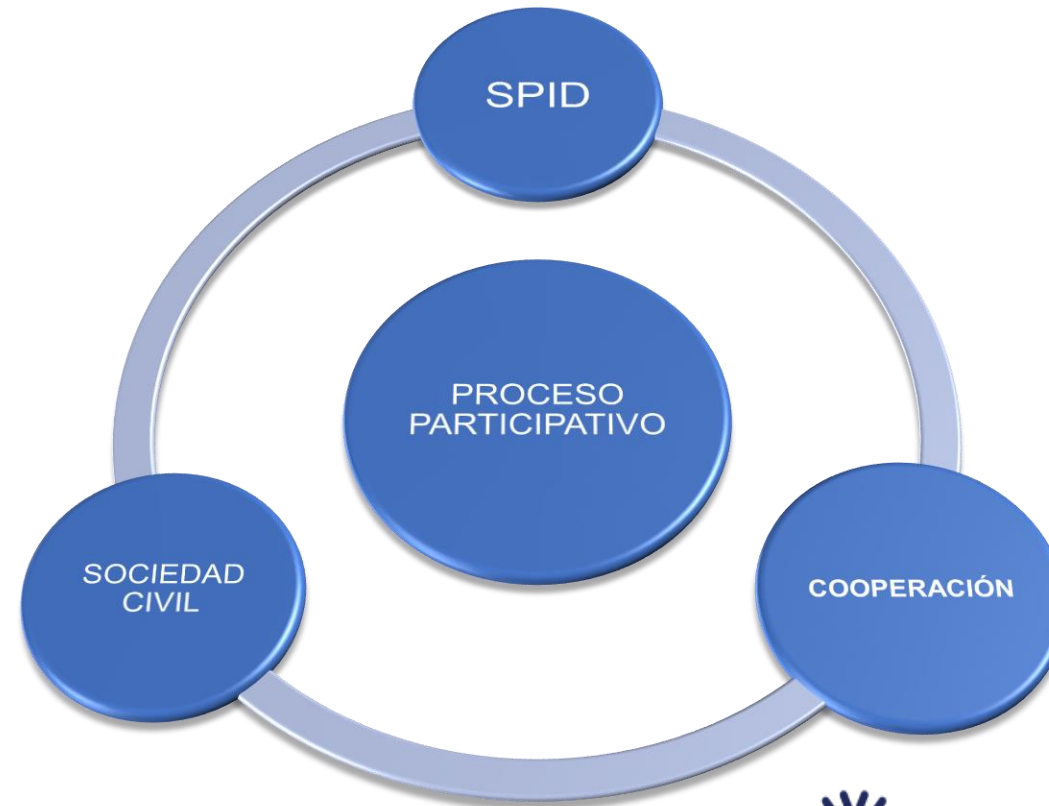 SPID
PROCESO
PARTICIPATIVO
SOCIEDAD
CIVIL
COOPERACIÓN